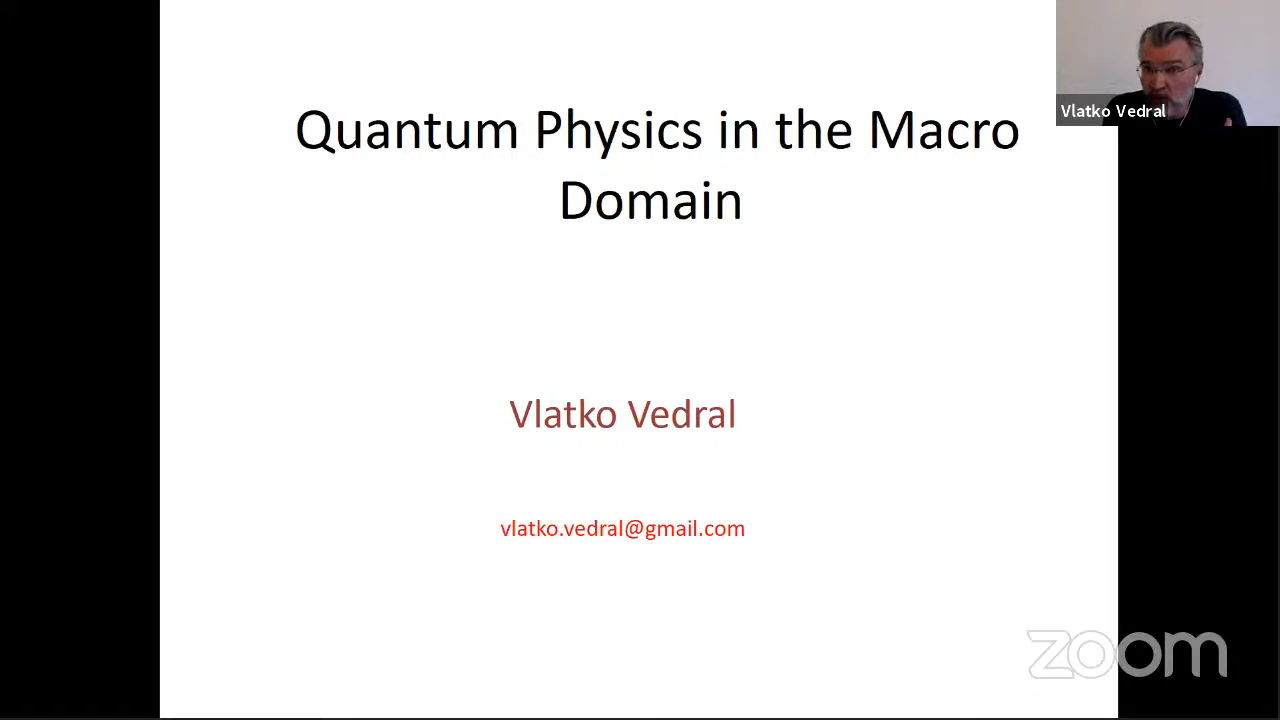 Quantum Physics in the Macro
Domain
Vlatko Vedral
vlatko.vedral@gmail.com
Vlatko Vedral
zoom